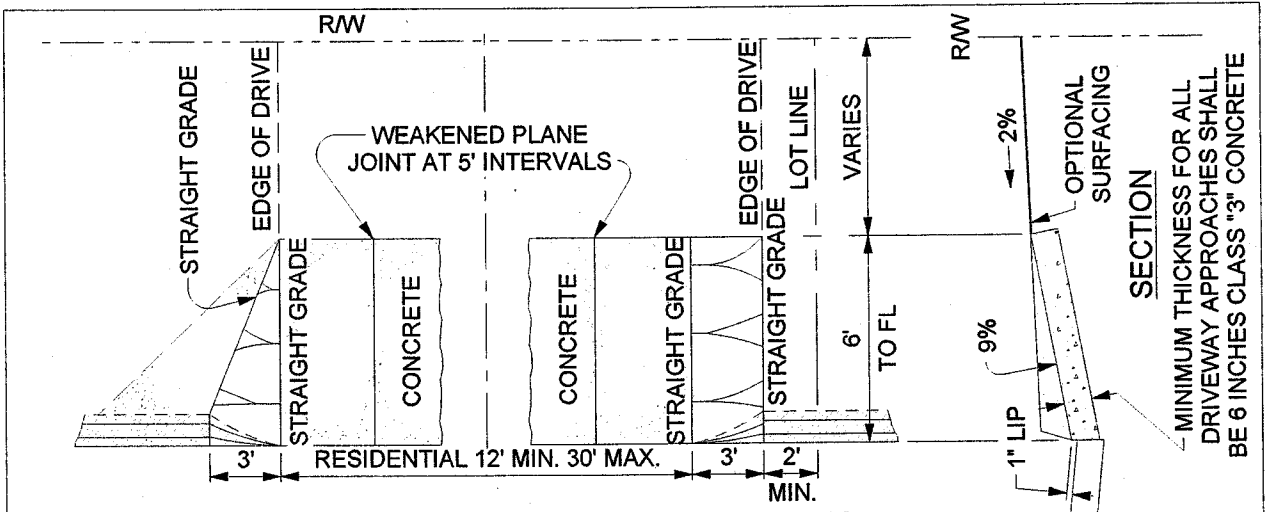 R/W
STRAIGHT GRADE
EDGE OF DRIVE
WEAKENED PLANE
JOINT AT 5' INTERVALS
EDGE OF DRIVE
LOT LINE
VARIES
R/W
2%
OPTIONAL
SURFACING
SECTION
MINIMUM THICKNESS FOR ALL
DRIVEWAY APPROACHES SHALL
BE 6 INCHES CLASS "3" CONCRETE
STRAIGHT GRADE
CONCRETE
CONCRETE
STRAIGHT GRADE
STRAIGHT GRADE
6'
TO FL
9%
1" LIP
3'
RESIDENTIAL 12' MIN. 30' MAX.
3'
2'
MIN.